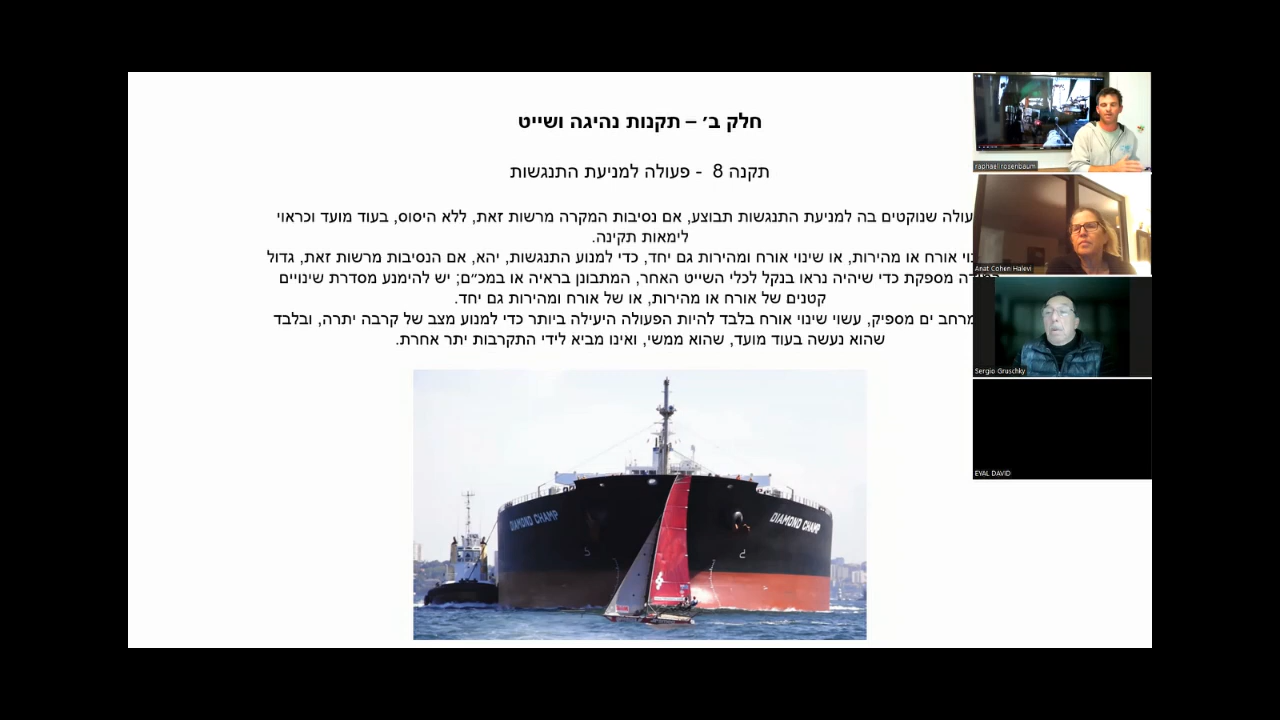 חלק ב׳ – תקנות נהיגה ושייט
תקנה 8 - פעולה למניעת התנגשות
שנוקטים בה למניעת התנגשות תבוצע, אם נסיבות המקרה מרשות זאת, ללא היסוס, בעוד מועד וכראוי
לימאות תקינה.
אורח או מהירות, או שינוי אורח ומהירות גם יחד, כדי למנוע התנגשות, יהא, אם הנסיבות מרשות זאת, גדול
מספקת כדי שיהיה נראו בנקל לכלי השייט האחר, המתבונן בראיה או במכ״ם; יש להימנע מסדרת שינויים
קטנים של אורח או מהירות, או של אורח ומהירות גם יחד.
מרחב ים מספיק, עשוי שינוי אורח בלבד להיות הפעולה היעילה ביותר כדי למנוע מצב של קרבה יתרה, ובלבד
שהוא נעשה בעוד מועד, שהוא ממשי, ואינו מביא לידי התקרבות יתר אחרת.
DIAMOND CHAMP
DIAMOND CHAMP
raphael rosenbaum
Anat Cohen Halevi
Sergio Gruschky
EYAL DAVID